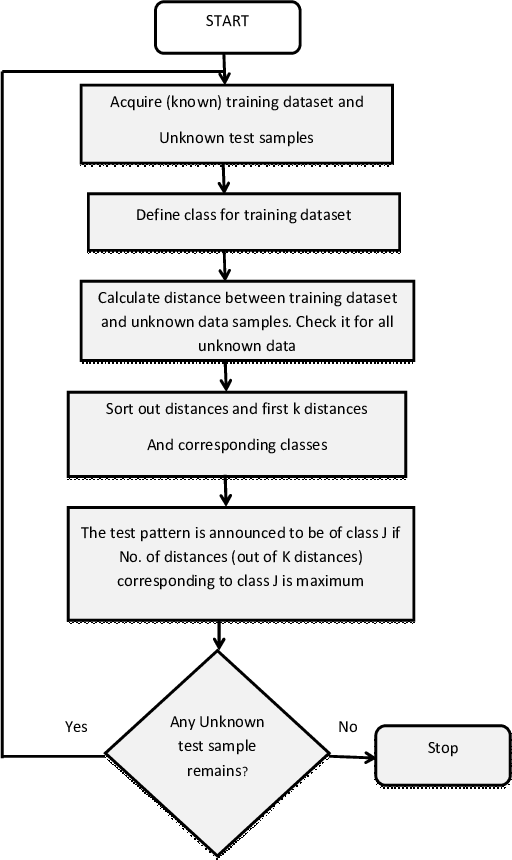 START
Acquire (known) training dataset and
Unknown test samples
Define class for training dataset
Calculate distance between training dataset
and unknown data samples. Check it for all
unknown data
Sort out distances and first k distances
And corresponding classes
The test pattern is announced to be of class J if
No. of distances (out of K distances)
corresponding to class J is maximum
Any Unknown
test sample
remains?
Yes
No
Stop